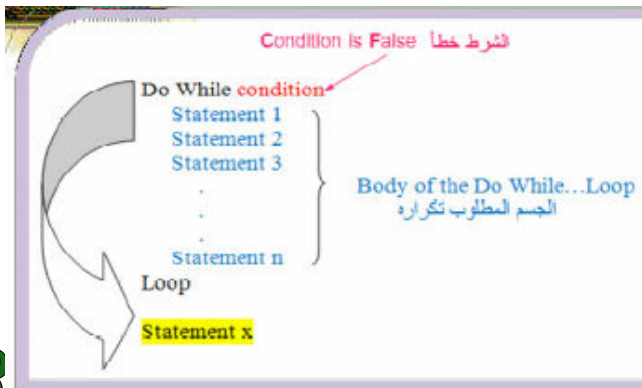 Condition is False الشرط خطأ
Do While condition
Statement 1
Statement 2
Statement 3
.
.
.
Statement n
Body of the Do While...Loop
الجسم المطلوب تكراره
Loop
Statement x